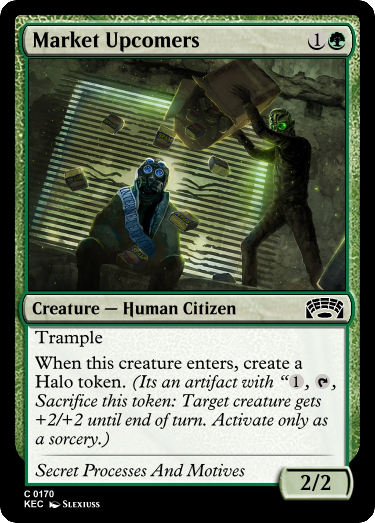 Market Upcomers 1
Creature — Human Citizen
Trample
When this creature enters, create a
Halo token. (Its an artifact with “1, ,
Sacrifice this token: Target creature gets
+2/+2 until end of turn. Activate only as
a sorcery.)
Secret Processes And Motives
2/2
C 0170
KEC Slexiuss